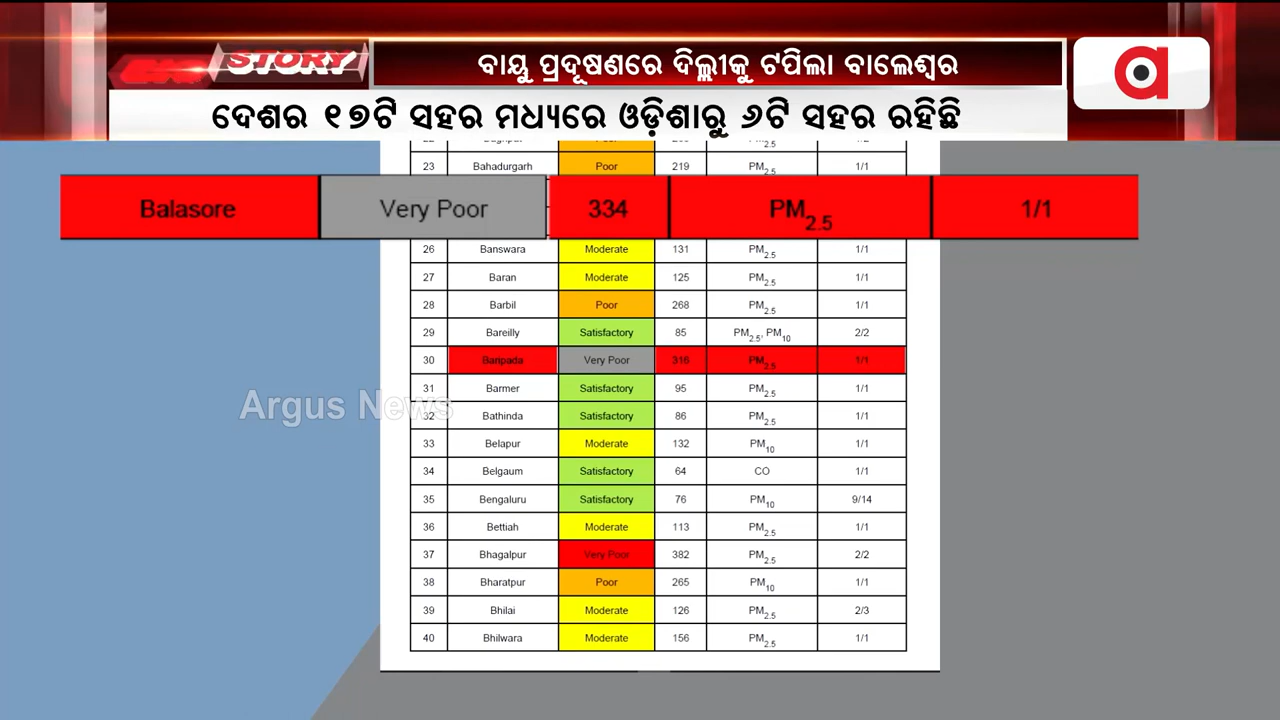 STORY
ବାୟୁ ପ୍ରଦୂଷଣରେ ଦିଲ୍ଲୀକୁ ଟପିଲା ବାଲେଶ୍ୱର
a
ଦେଶର ୧୭ଟି ସହର ମଧ୍ୟରେ ଓଡ଼ିଶାରୁ ୬ଟି ସହର ରହିଛି
23 Bahadurgarh Poor 219 PM2.5 1/1
Balasore Very Poor 334 PM2.5 1/1
26 Banswara Moderate 131 PM2.5 1/1
27 Baran Moderate 125 PM2.5 1/1
28 Barbil Poor 268 PM2.5 1/1
29 Bareilly Satisfactory 85 PM2.5, PM10 2/2
30 Baripada Very Poor 316 PM2.5 1/1
31 Barmer Satisfactory 95 PM2.5 1/1
Argus News
32 Bathinda Satisfactory 86 PM2.5 1/1
33 Belapur Moderate 132 PM10 1/1
34 Belgaum Satisfactory 64 CO 1/1
35 Bengaluru Satisfactory 76 PM10 9/14
36 Bettiah Moderate 113 PM2.5 1/1
37 Bhagalpur Very Poor 382 PM2.5 2/2
38 Bharatpur Poor 265 PM10 1/1
39 Bhilai Moderate 126 PM2.5 2/3
40 Bhilwara Moderate 156 PM2.5 1/1